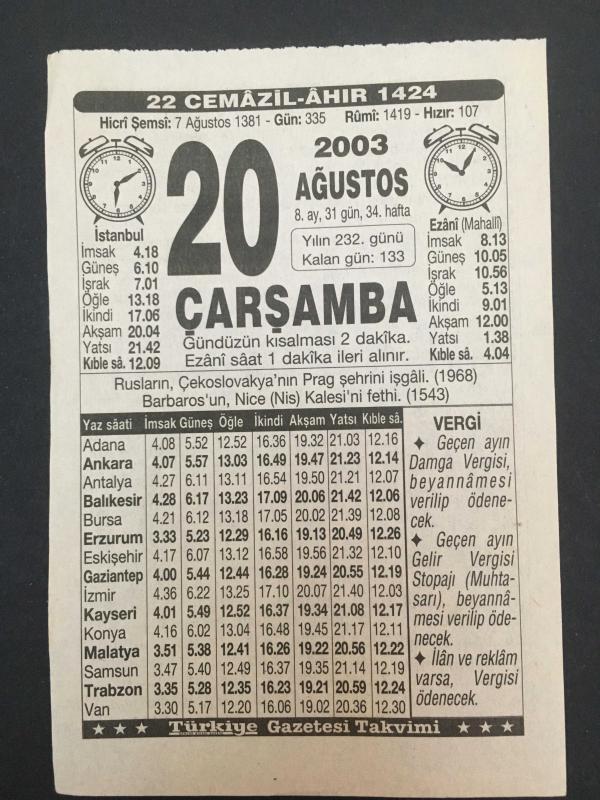 22 CEMÂZİL-ÂHIR 1424
Hicrî Şemsî: 7 Ağustos 1381 - Gün: 335 Rûmî: 1419 - Hızır: 107
20
2003
AĞUSTOS
8. ay, 31 gün, 34. hafta
Yılın 232. günü
Kalan gün: 133
ÇARŞAMBA
Gündüzün kısalması 2 dakîka.
Ezânî sâat 1 dakîka ileri alınır.
İstanbul
İmsak 4.18
Güneş 6.10
İşrak 7.01
Öğle 13.18
İkindi 17.06
Akşam 20.04
Yatsı 21.42
Kıble sâ. 12.09
Ezânî (Mahallî)
İmsak 8.13
Güneş 10.05
İşrak 10.56
Öğle 5.13
İkindi 9.01
Akşam 12.00
Yatsı 1.38
Kıble sâ. 4.04
Rusların, Çekoslovakya'nın Prag şehrini işgâli. (1968)
Barbaros'un, Nice (Nis) Kalesi'ni fethi. (1543)
Yaz sâati İmsak Güneş Öğle İkindi Akşam Yatsı Kıble sâ.
Adana 4.08 5.52 12.52 16.36 19.32 21.03 12.16
Ankara 4.07 5.57 13.03 16.49 19.47 21.23 12.14
Antalya 4.27 6.11 13.11 16.54 19.50 21.21 12.07
Balıkesir 4.28 6.17 13.23 17.09 20.06 21.42 12.06
Bursa 4.21 6.12 13.18 17.05 20.02 21.39 12.08
Erzurum 3.33 5.23 12.29 16.16 19.13 20.49 12.26
Eskişehir 4.17 6.07 13.12 16.58 19.56 21.32 12.10
Gaziantep 4.00 5.44 12.44 16.28 19.24 20.55 12.19
İzmir 4.36 6.22 13.25 17.10 20.07 21.40 12.03
Kayseri 4.01 5.49 12.52 16.37 19.34 21.08 12.17
Konya 4.16 6.02 13.04 16.48 19.45 21.17 12.11
Malatya 3.51 5.38 12.41 16.26 19.22 20.56 12.22
Samsun 3.47 5.40 12.49 16.37 19.35 21.14 12.19
Trabzon 3.35 5.28 12.35 16.23 19.21 20.59 12.24
Van 3.30 5.17 12.20 16.06 19.02 20.36 12.30
VERGİ
Geçen ayın
Damga Vergisi,
beyannâmesi
verilip ödene-
cek.
Geçen ayın
Gelir Vergisi
Stopajı (Muhta-
sarı), beyannâ-
mesi verilip öde-
necek.
İlân ve reklâm
varsa, Vergisi
ödenecek.
Türkiye Gazetesi Takvimi